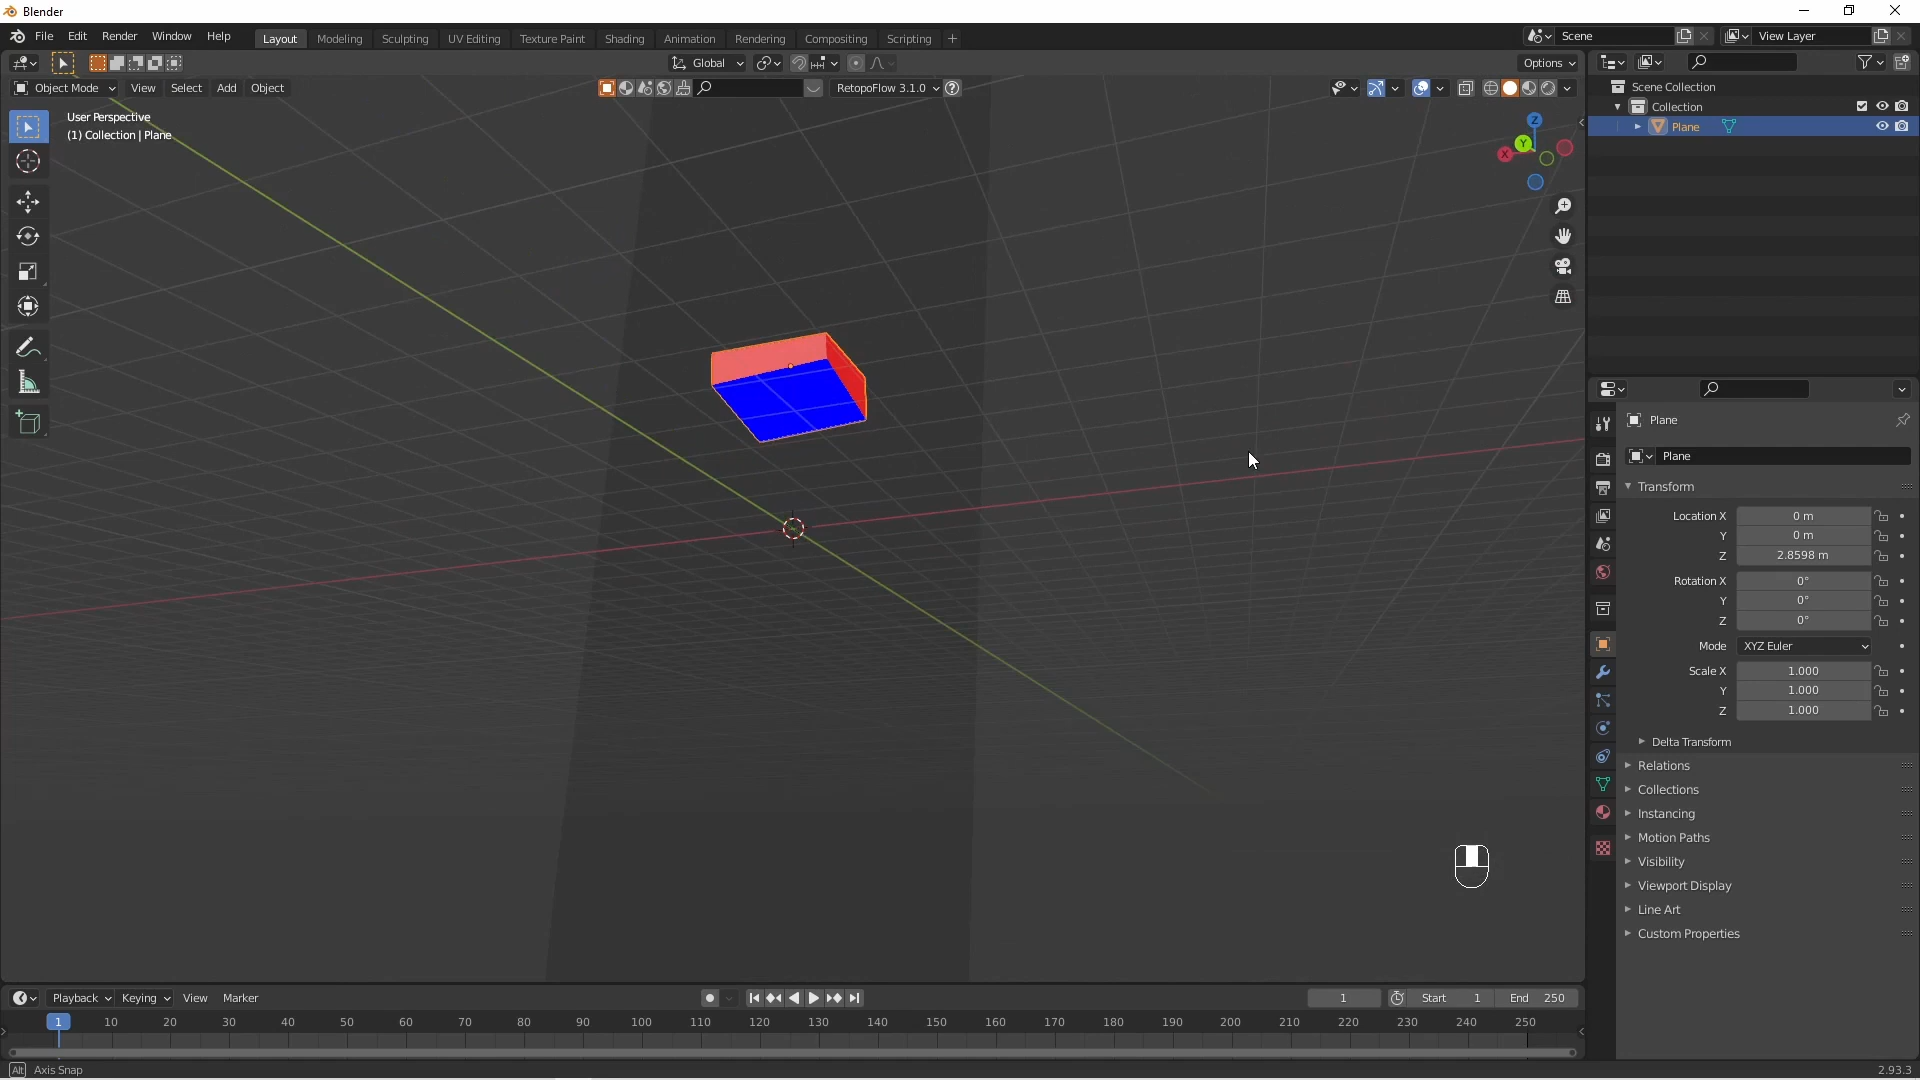 Blender
File Edit Render Window Help Layout Modeling Sculpting UV Editing Texture Paint Shading Animation Rendering Compositing Scripting + Scene View Layer
Global Options
Object Mode View Select Add Object RetopoFlow 3.1.0 ?
User Perspective
(1) Collection | Plane
Z
Y
X
Scene Collection
Collection
Plane
Plane
Plane
Transform
Location X 0 m
Y 0 m
Z 2.8598 m
Rotation X 0°
Y 0°
Z 0°
Mode XYZ Euler
Scale X 1.000
Y 1.000
Z 1.000
Delta Transform
Relations
Collections
Instancing
Motion Paths
Visibility
Viewport Display
Line Art
Custom Properties
Playback Keying View Marker 1 Start 1 End 250
1 10 20 30 40 50 60 70 80 90 100 110 120 130 140 150 160 170 180 190 200 210 220 230 240 250
Alt Axis Snap 2.93.3